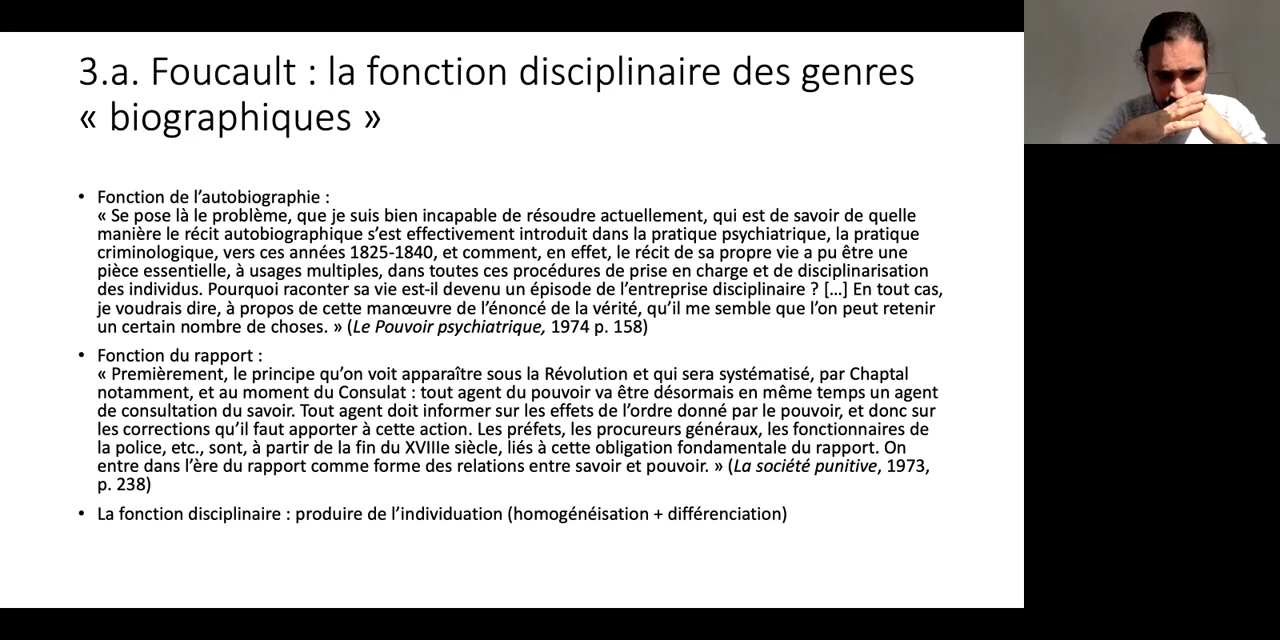 3.a. Foucault : la fonction disciplinaire des genres
« biographiques »
• Fonction de l’autobiographie :
« Se pose là le problème, que je suis bien incapable de résoudre actuellement, qui est de savoir de quelle
manière le récit autobiographique s’est effectivement introduit dans la pratique psychiatrique, la pratique
criminologique, vers ces années 1825-1840, et comment, en effet, le récit de sa propre vie a pu être une
pièce essentielle, à usages multiples, dans toutes ces procédures de prise en charge et de disciplinarisation
des individus. Pourquoi raconter sa vie est-il devenu un épisode de l’entreprise disciplinaire ? […] En tout cas,
je voudrais dire, à propos de cette manœuvre de l’énoncé de la vérité, qu’il me semble que l’on peut retenir
un certain nombre de choses. » (Le Pouvoir psychiatrique, 1974 p. 158)
• Fonction du rapport :
« Premièrement, le principe qu’on voit apparaître sous la Révolution et qui sera systématisé, par Chaptal
notamment, et au moment du Consulat : tout agent du pouvoir va être désormais en même temps un agent
de consultation du savoir. Tout agent doit informer sur les effets de l’ordre donné par le pouvoir, et donc sur
les corrections qu’il faut apporter à cette action. Les préfets, les procureurs généraux, les fonctionnaires de
la police, etc., sont, à partir de la fin du XVIIIe siècle, liés à cette obligation fondamentale du rapport. On
entre dans l’ère du rapport comme forme des relations entre savoir et pouvoir. » (La société punitive, 1973,
p. 238)
• La fonction disciplinaire : produire de l’individuation (homogénéisation + différenciation)